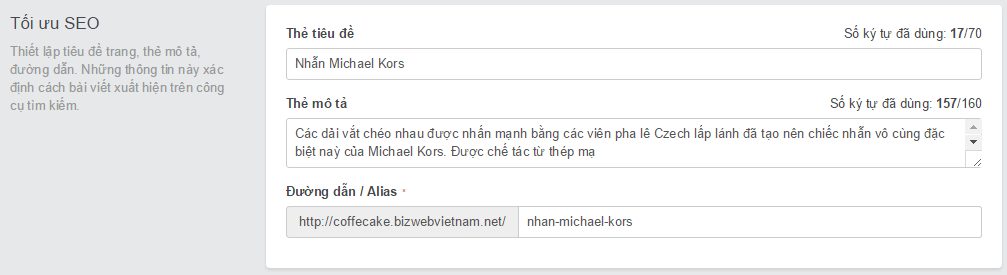 Tối ưu SEO
Thiết lập tiêu đề trang, thẻ mô tả,
đường dẫn. Những thông tin này xác
định cách bài viết xuất hiện trên công
cụ tìm kiếm.
Thẻ tiêu đề
Số ký tự đã dùng: 17/70
Nhẫn Michael Kors
Thẻ mô tả
Số ký tự đã dùng: 157/160
Các dải vắt chéo nhau được nhấn mạnh bằng các viên pha lê Czech lấp lánh đã tạo nên chiếc nhẫn vô cùng đặc
biệt naỳ của Michael Kors. Được chế tác từ thép mạ
Đường dẫn / Alias *
http://coffecake.bizwebvietnam.net/ nhan-michael-kors